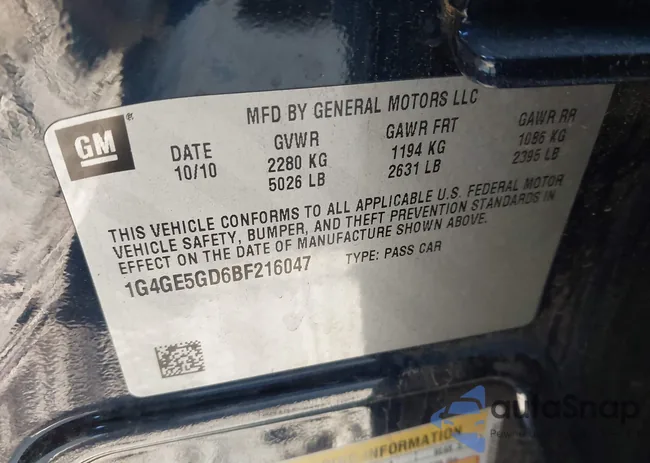 MFD BY GENERAL MOTORS LLC
GM
DATE GVWR GAWR FRT GAWR RR
10/10 2280 KG 1194 KG 1086 KG
5026 LB 2631 LB 2395 LB
THIS VEHICLE CONFORMS TO ALL APPLICABLE U.S. FEDERAL MOTOR
VEHICLE SAFETY, BUMPER, AND THEFT PREVENTION STANDARDS IN
EFFECT ON THE DATE OF MANUFACTURE SHOWN ABOVE.
1G4GE5GD6BF216047 TYPE: PASS CAR
autoSnap
INFORMATION